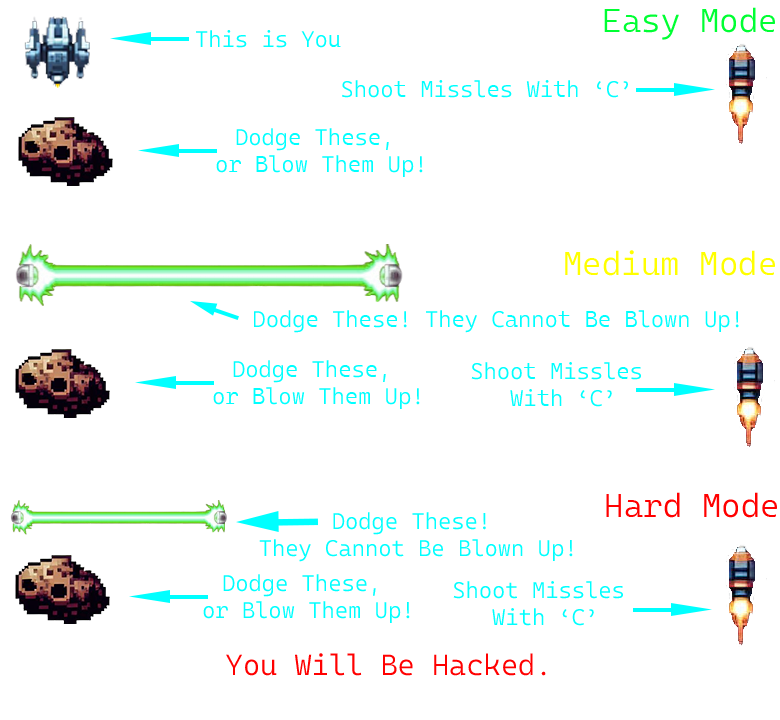 Easy Mode
This is You
Shoot Missles With ‘C’
Dodge These,
or Blow Them Up!
Medium Mode
Dodge These! They Cannot Be Blown Up!
Dodge These,
or Blow Them Up!
Shoot Missles
With ‘C’
Hard Mode
Dodge These!
They Cannot Be Blown Up!
Dodge These,
or Blow Them Up!
Shoot Missles
With ‘C’
You Will Be Hacked.